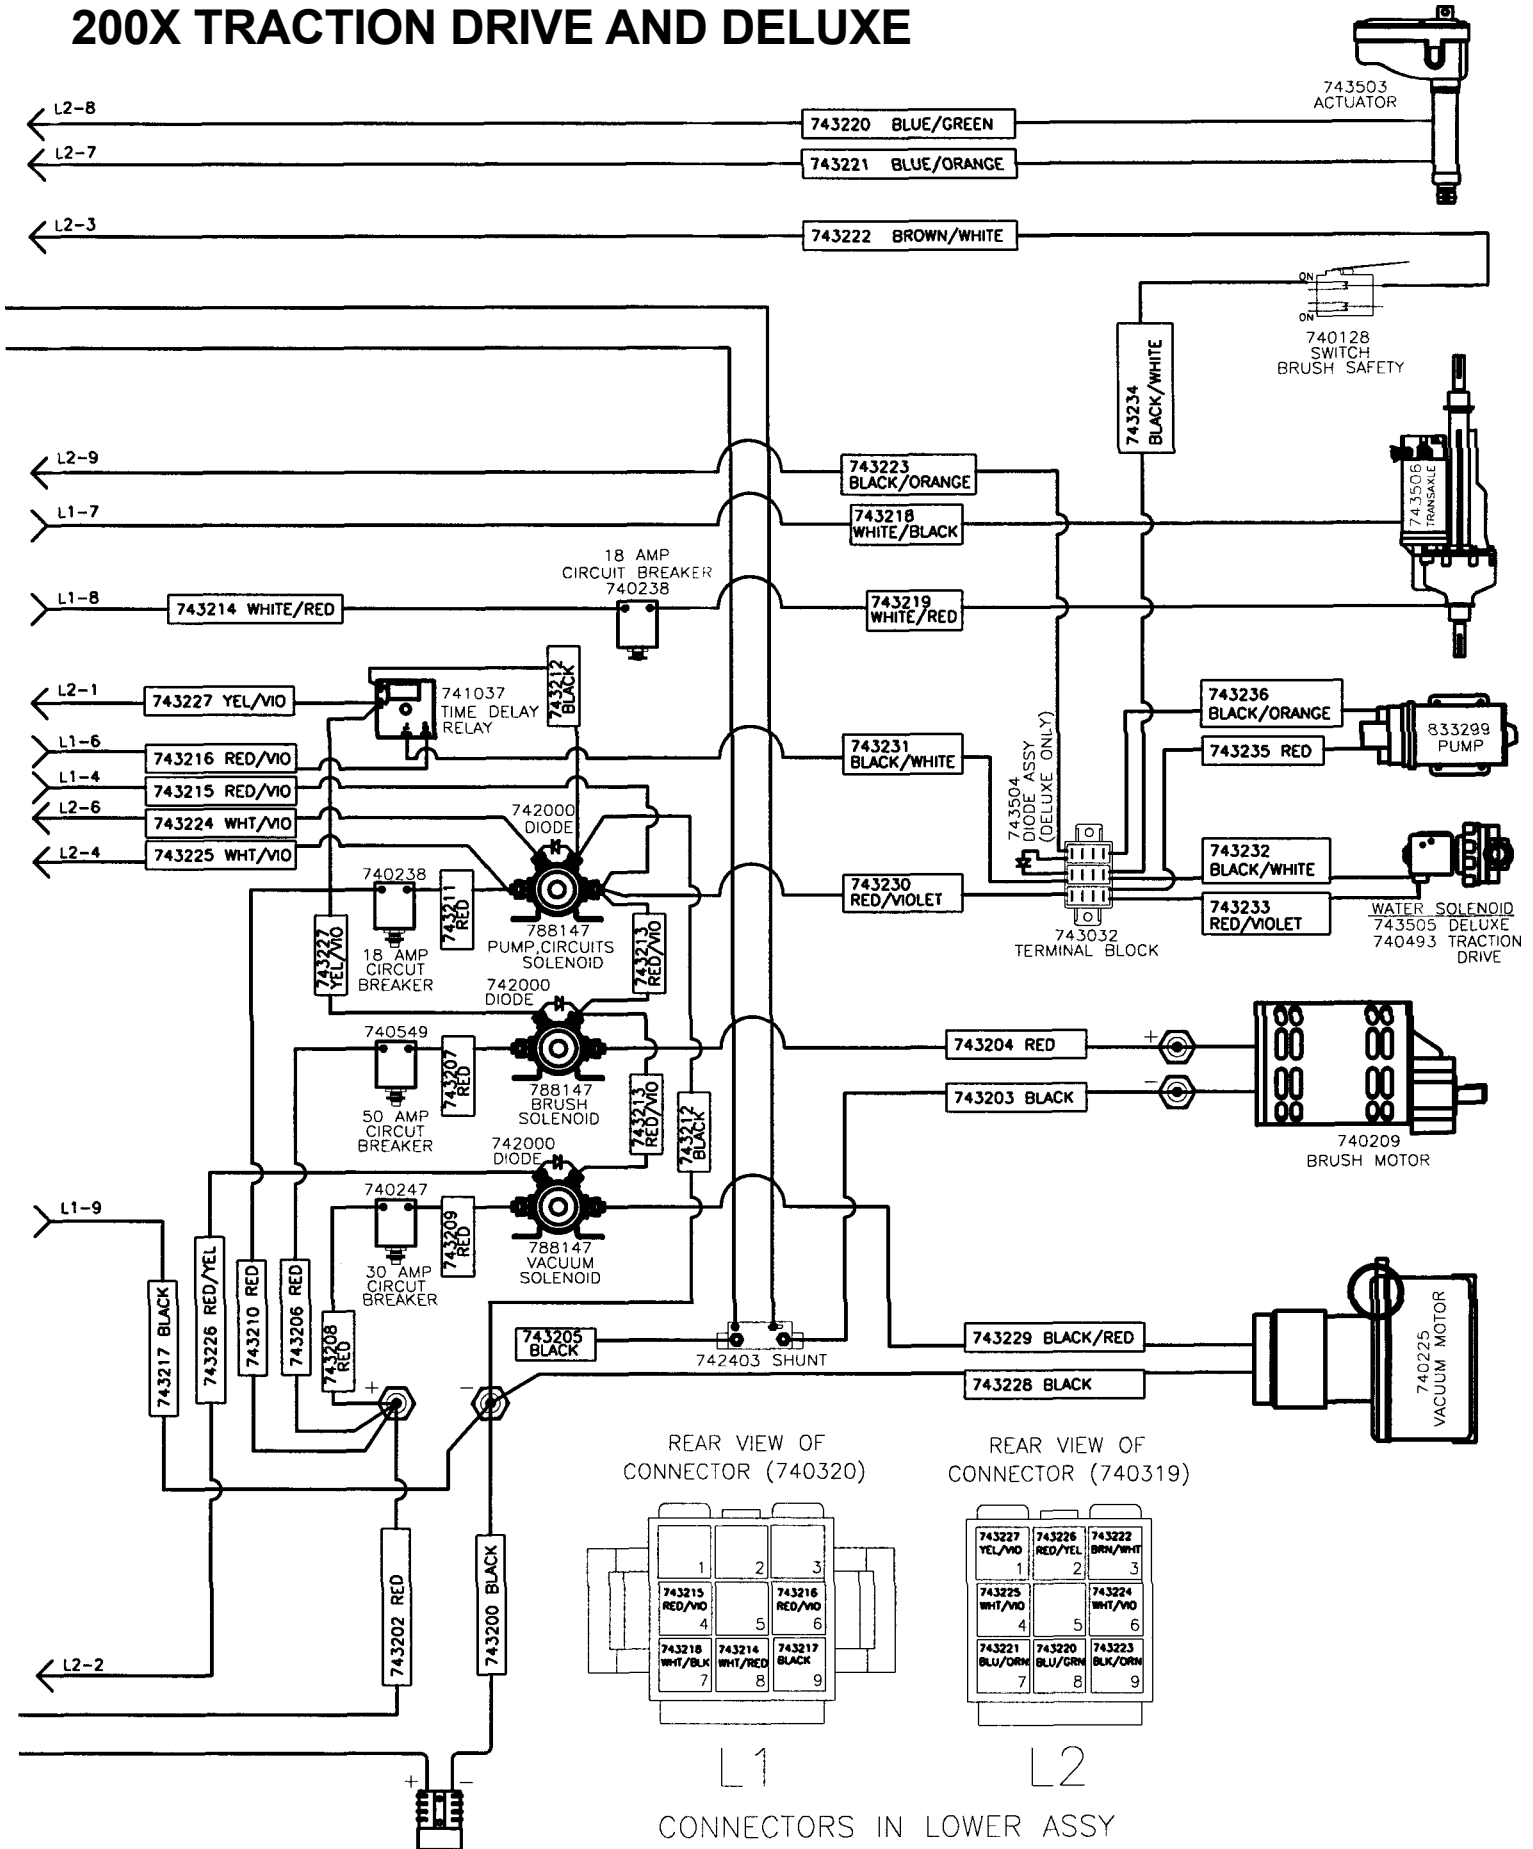 200X TRACTION DRIVE AND DELUXE
743503
ACTUATOR
L2-8
743220 BLUE/GREEN
L2-7
743221 BLUE/ORANGE
L2-3
743222 BROWN/WHITE
ON
ON
740128
SWITCH
BRUSH SAFETY
743234
BLACK/WHITE
L2-9
743223
BLACK/ORANGE
743506
TRANSAXLE
L1-7
743218
WHITE/BLACK
18 AMP
CIRCUIT BREAKER
740238
L1-8
743214 WHITE/RED
743219
WHITE/RED
743212
BLACK
L2-1
743227 YEL/VIO
741037
TIME DELAY
RELAY
743236
BLACK/ORANGE
833299
PUMP
L1-6
743216 RED/VIO
743231
BLACK/WHITE
743235 RED
L1-4
743215 RED/VIO
743504
DIODE ASSY
(DELUXE ONLY)
L2-6
743224 WHT/VIO
742000
DIODE
L2-4
743225 WHT/VIO
743232
BLACK/WHITE
740238
743211
RED
743230
RED/VIOLET
743233
RED/VIOLET
WATER SOLENOID
743505 DELUXE
740493 TRACTION
DRIVE
743032
TERMINAL BLOCK
788147
PUMP,CIRCUITS
SOLENOID
743213
RED/VIO
743227
YEL/VIO
18 AMP
CIRCUT
BREAKER
742000
DIODE
740549
743207
RED
743204 RED
+
743203 BLACK
-
788147
BRUSH
SOLENOID
743213
RED/VIO
743212
BLACK
50 AMP
CIRCUT
BREAKER
742000
DIODE
740209
BRUSH MOTOR
740247
743209
RED
L1-9
788147
VACUUM
SOLENOID
30 AMP
CIRCUT
BREAKER
743217 BLACK
743226 RED/YEL
743210 RED
743206 RED
743208
RED
743205
BLACK
742403 SHUNT
743229 BLACK/RED
743228 BLACK
740225
VACUUM MOTOR
+
-
REAR VIEW OF
CONNECTOR (740320)
REAR VIEW OF
CONNECTOR (740319)
1
2
3
743215
RED/VIO
4
5
743216
RED/VIO
6
743218
WHT/BLK
7
743214
WHT/RED
8
743217
BLACK
9
743227
YEL/VIO
1
743226
RED/YEL
2
743222
BRN/WHT
3
743225
WHT/VIO
4
5
743224
WHT/VIO
6
743221
BLU/ORN
7
743220
BLU/GRN
8
743223
BLK/ORN
9
743202 RED
743200 BLACK
L2-2
L1
L2
+
-
CONNECTORS IN LOWER ASSY